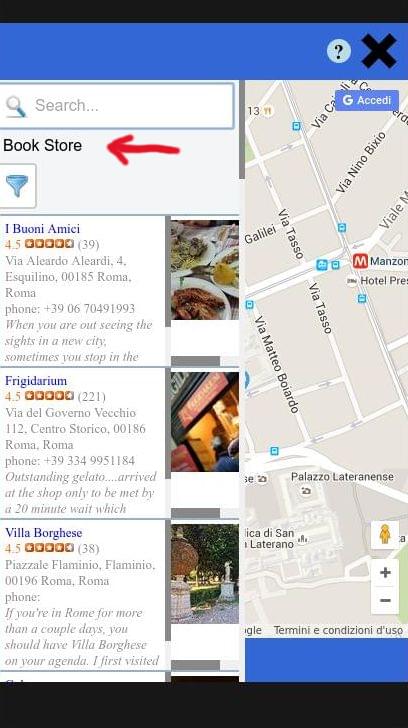 ?
Search...
Book Store
I Buoni Amici
4.5 (39)
Via Aleardo Aleardi, 4,
Esquilino, 00185 Roma,
Roma
phone: +39 06 70491993
When you are out seeing the
sights in a new city,
sometimes you stop in the
Frigidarium
4.5 (221)
Via del Governo Vecchio
112, Centro Storico, 00186
Roma, Roma
phone: +39 334 9951184
Outstanding gelato....arrived
at the shop only to be met by
a 20 minute wait which
Villa Borghese
4.5 (38)
Piazzale Flaminio, Flaminio,
00196 Roma, Roma
phone:
If you're in Rome for more
than a couple days, you
should have Villa Borghese
on your agenda. I first visited
13
G Accedi
Via Nino Bixio
Viale M
Galilei
Via Tasso
M Manzon
Hotel Pres
Via Tasso
Via Matteo Boiardo
se
Palazzo Lateranense
lica di San
n Laterano
+
−
ogle Termini e condizioni d'uso